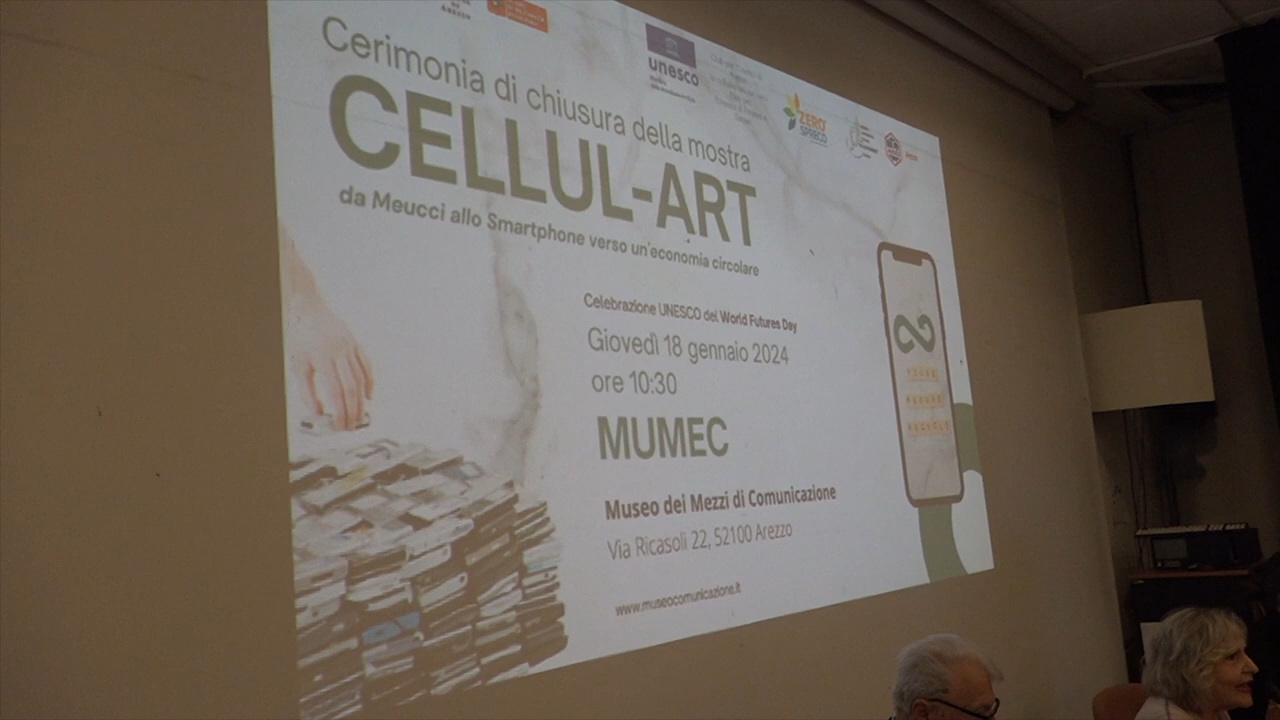 unesco
ZERO
SPRECO
Cerimonia di chiusura della mostra
CELLUL-ART
da Meucci allo Smartphone verso un'economia circolare
Celebrazione UNESCO del World Futures Day
Giovedì 18 gennaio 2024
ore 10:30
MUMEC
Museo dei Mezzi di Comunicazione
Via Ricasoli 22, 52100 Arezzo
www.museocomunicazione.it
RECYCLE